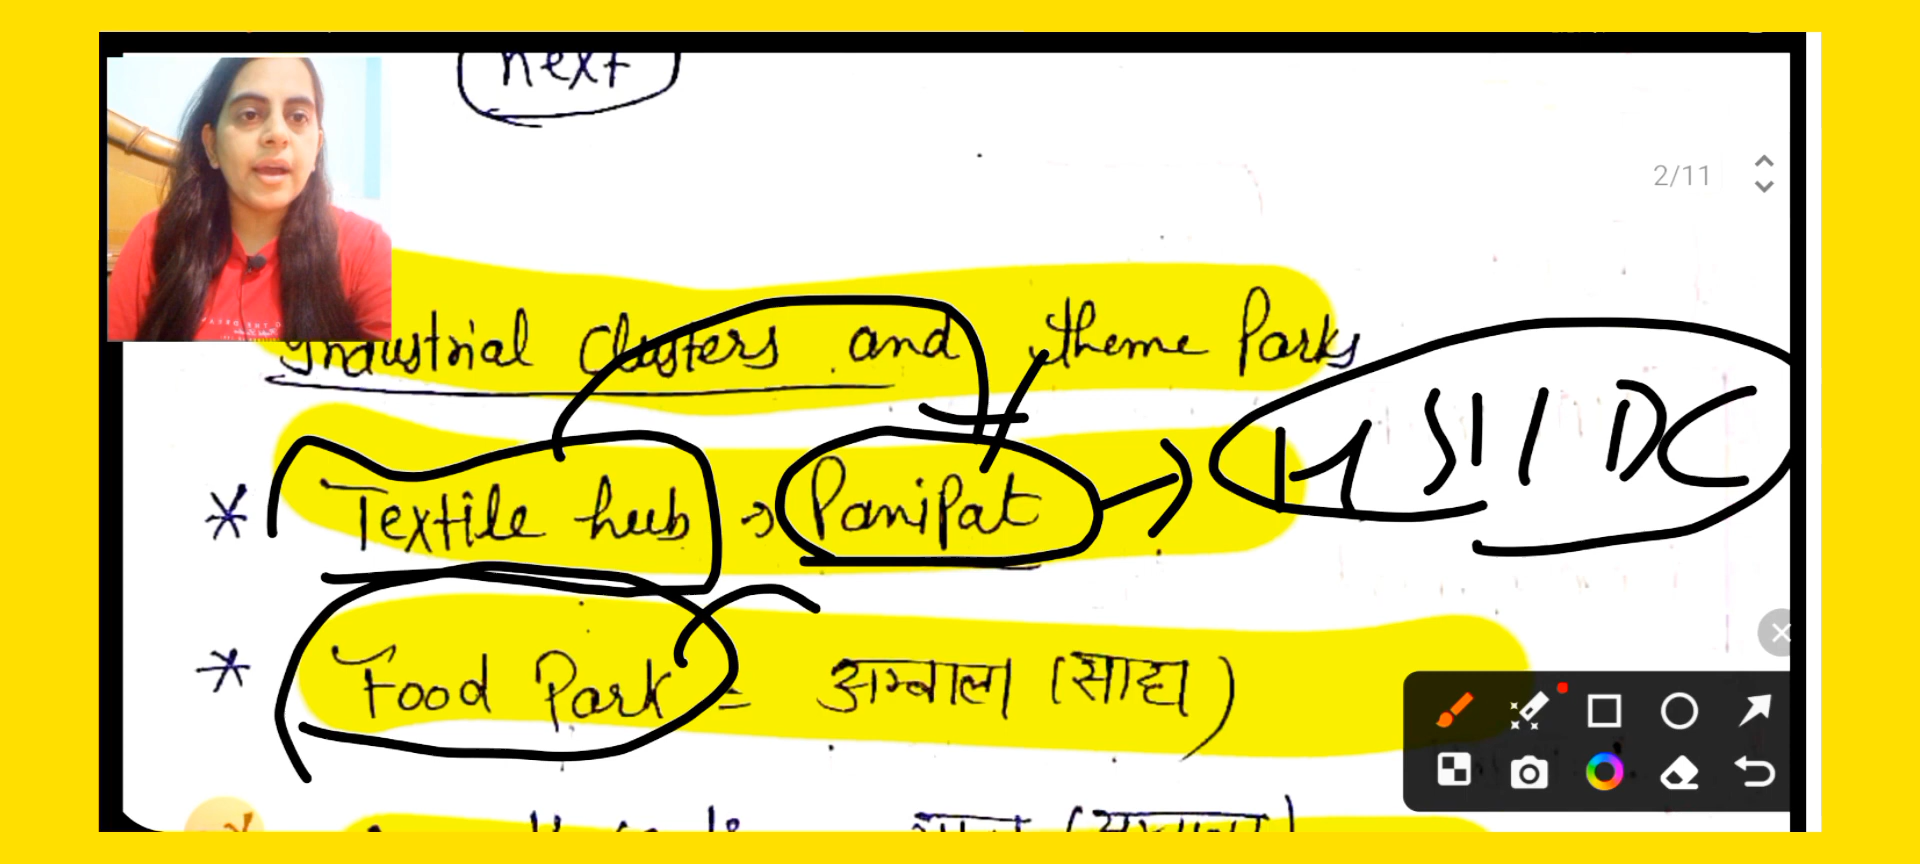 next
2/11
Industrial Clusters and theme Parks
* Textile hub → Panipat → HSIIDC
* Food Park = अम्बाला (साहा)